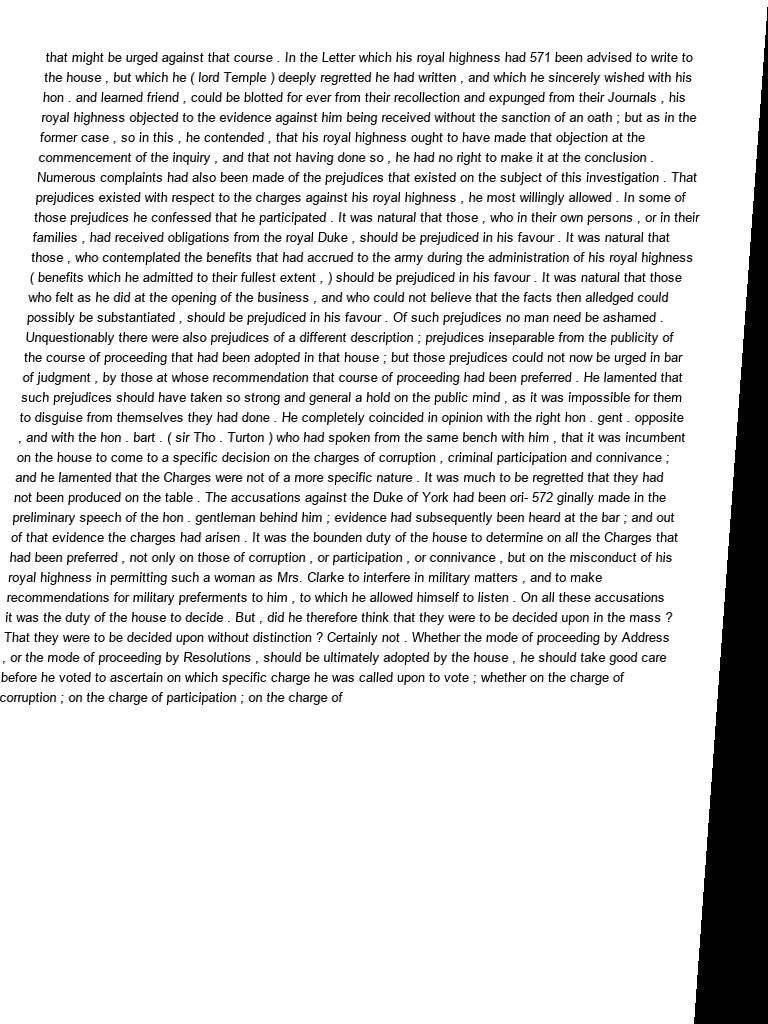 that might be urged against that course . In the Letter which his royal highness had 571 been advised to write to
the house , but which he ( lord Temple ) deeply regretted he had written , and which he sincerely wished with his
hon . and learned friend , could be blotted for ever from their recollection and expunged from their Journals , his
royal highness objected to the evidence against him being received without the sanction of an oath ; but as in the
former case , so in this , he contended , that his royal highness ought to have made that objection at the
commencement of the inquiry , and that not having done so , he had no right to make it at the conclusion .
Numerous complaints had also been made of the prejudices that existed on the subject of this investigation . That
prejudices existed with respect to the charges against his royal highness , he most willingly allowed . In some of
those prejudices he confessed that he participated . It was natural that those , who in their own persons , or in their
families , had received obligations from the royal Duke , should be prejudiced in his favour . It was natural that
those , who contemplated the benefits that had accrued to the army during the administration of his royal highness
( benefits which he admitted to their fullest extent , ) should be prejudiced in his favour . It was natural that those
who felt as he did at the opening of the business , and who could not believe that the facts then alledged could
possibly be substantiated , should be prejudiced in his favour . Of such prejudices no man need be ashamed .
Unquestionably there were also prejudices of a different description ; prejudices inseparable from the publicity of
the course of proceeding that had been adopted in that house ; but those prejudices could not now be urged in bar
of judgment , by those at whose recommendation that course of proceeding had been preferred . He lamented that
such prejudices should have taken so strong and general a hold on the public mind , as it was impossible for them
to disguise from themselves they had done . He completely coincided in opinion with the right hon . gent . opposite
, and with the hon . bart . ( sir Tho . Turton ) who had spoken from the same bench with him , that it was incumbent
on the house to come to a specific decision on the charges of corruption , criminal participation and connivance ;
and he lamented that the Charges were not of a more specific nature . It was much to be regretted that they had
not been produced on the table . The accusations against the Duke of York had been ori- 572 ginally made in the
preliminary speech of the hon . gentleman behind him ; evidence had subsequently been heard at the bar ; and out
of that evidence the charges had arisen . It was the bounden duty of the house to determine on all the Charges that
had been preferred , not only on those of corruption , or participation , or connivance , but on the misconduct of his
royal highness in permitting such a woman as Mrs. Clarke to interfere in military matters , and to make
recommendations for military preferments to him , to which he allowed himself to listen . On all these accusations
it was the duty of the house to decide . But , did he therefore think that they were to be decided upon in the mass ?
That they were to be decided upon without distinction ? Certainly not . Whether the mode of proceeding by Address
, or the mode of proceeding by Resolutions , should be ultimately adopted by the house , he should take good care
before he voted to ascertain on which specific charge he was called upon to vote ; whether on the charge of
corruption ; on the charge of participation ; on the charge of